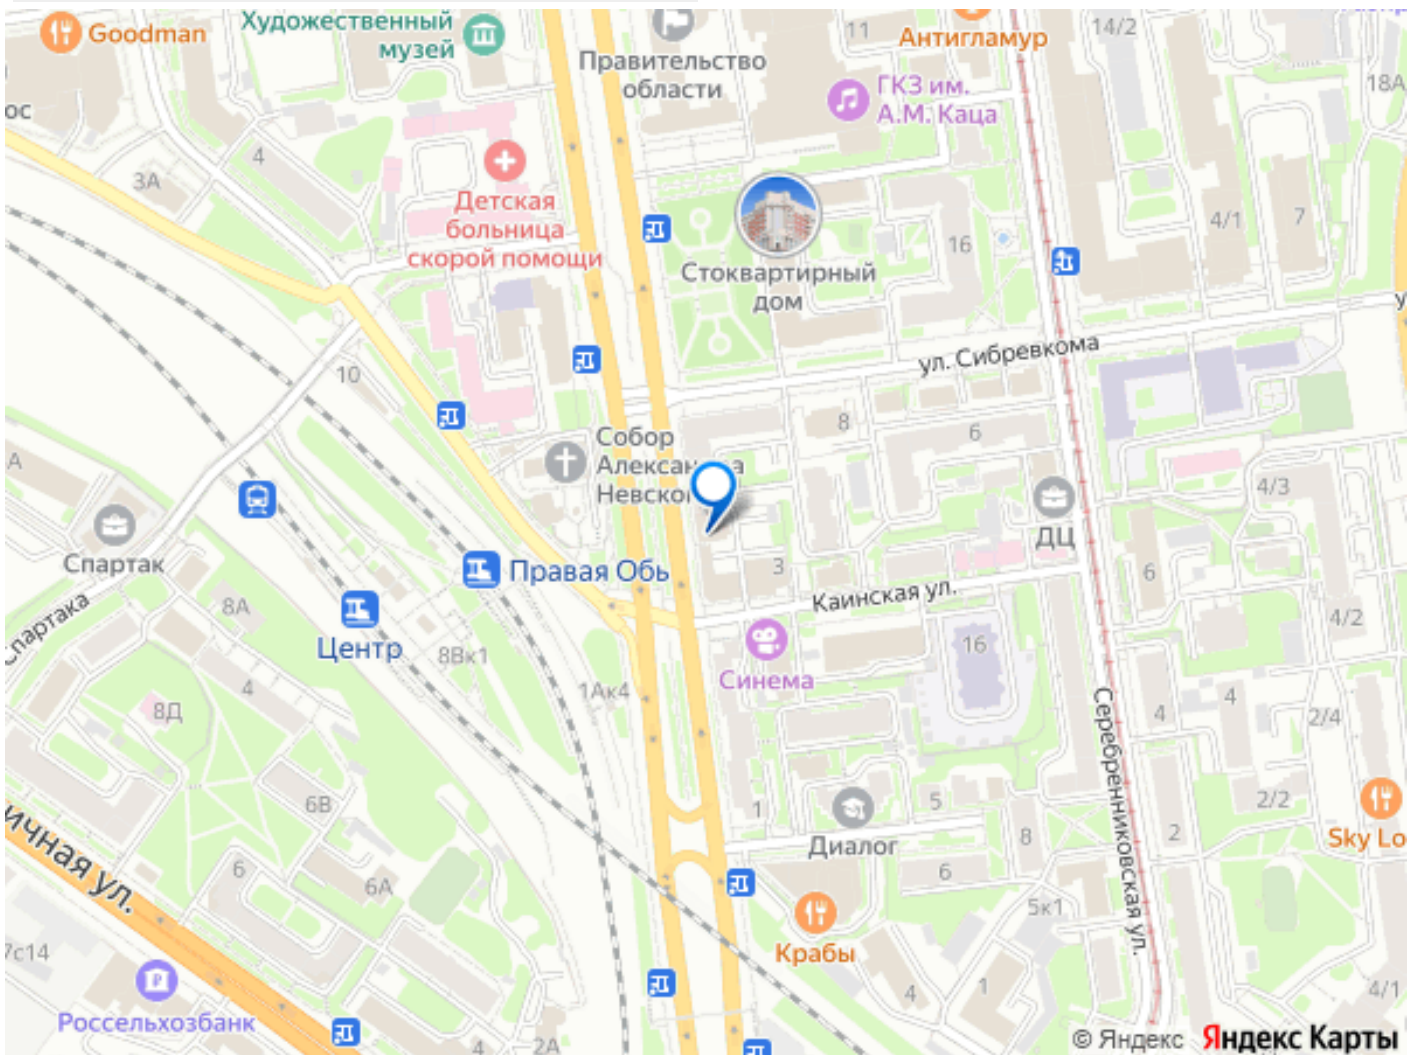 Goodman
Художественный
музей
Правительство
области
11
Антигламур
14/2
18А
ос
ГКЗ им.
А.М. Каца
4
3А
Детская
больница
скорой помощи
16
4/1
7
Стоквартирный
дом
ул. Сибревкома
10
8
6
Собор
Александра
Невского
А
4/3
Спартак
ДЦ
Правая Обь
3
6
Каинская ул.
4/2
Спартака
8А
Центр
8Вк1
16
Синема
1Ак4
4
8Д
4
4
2/4
Серебренниковская ул.
6В
1
5
2/2
Диалог
8
2
Sky Lo
ичная ул.
6
6А
6
5к1
Крабы
7с14
4
1
4/1
Россельхозбанк
4
2А
© Яндекс Яндекс Карты